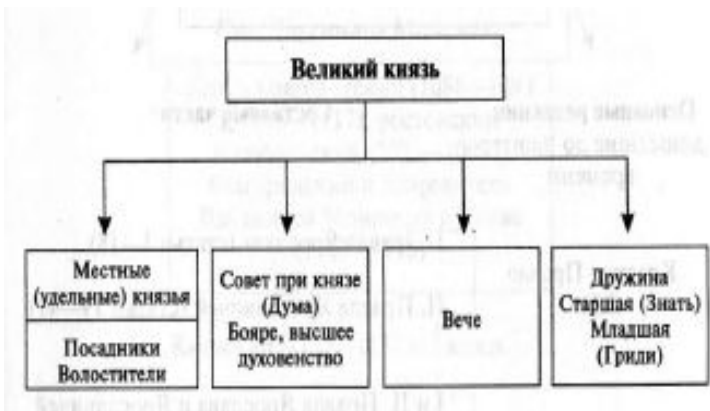 Великий князь
Местные
(удельные) князья
Посадники
Волостители
Совет при князе
(Дума)
Бояре, высшее
духовенство
Вече
Дружина
Старшая (Знать)
Младшая
(Гриди)